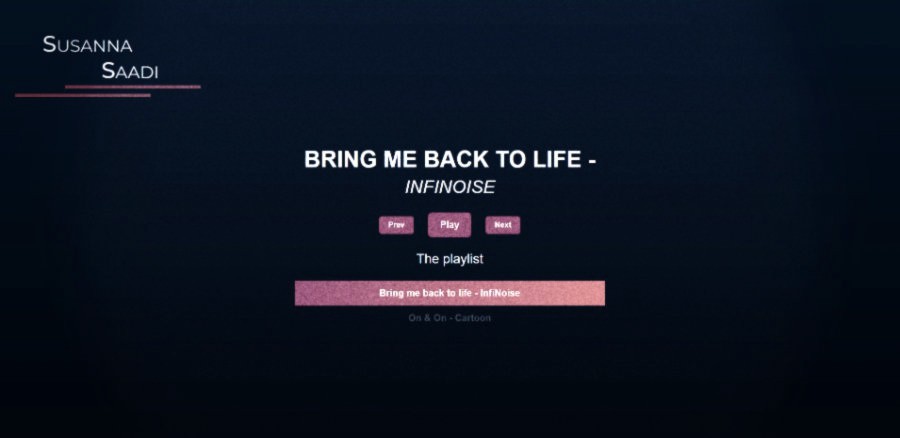 SUSANNA
SAADI
BRING ME BACK TO LIFE -
INFINOISE
Prev Play Next
The playlist
Bring me back to life - InfiNoise
On & On - Cartoon